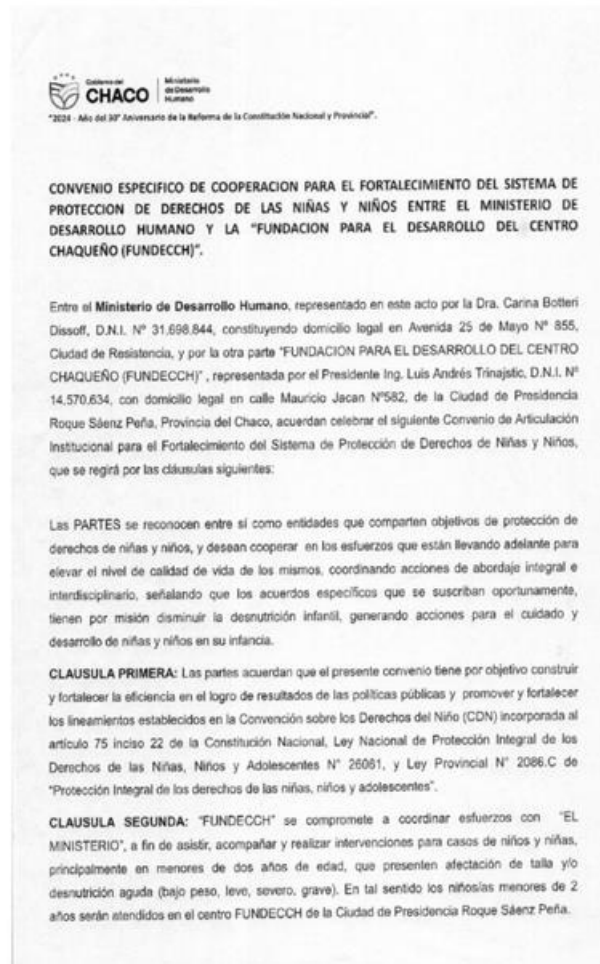 Gobierno del
CHACO
Ministerio
de Desarrollo
Humano
"2024 - Año del 30° Aniversario de la Reforma de la Constitución Nacional y Provincial".
CONVENIO ESPECIFICO DE COOPERACION PARA EL FORTALECIMIENTO DEL SISTEMA DE
PROTECCION DE DERECHOS DE LAS NIÑAS Y NIÑOS ENTRE EL MINISTERIO DE
DESARROLLO HUMANO Y LA "FUNDACION PARA EL DESARROLLO DEL CENTRO
CHAQUEÑO (FUNDECCH)".
Entre el Ministerio de Desarrollo Humano, representado en este acto por la Dra. Carina Botteri
Dissoff, D.N.I. Nº 31.698.844, constituyendo domicilio legal en Avenida 25 de Mayo Nº 855,
Ciudad de Resistencia, y por la otra parte "FUNDACION PARA EL DESARROLLO DEL CENTRO
CHAQUEÑO (FUNDECCH)" , representada por el Presidente Ing. Luis Andrés Trinajstic, D.N.I. Nº
14.570.634, con domicilio legal en calle Mauricio Jacan Nº582, de la Ciudad de Presidencia
Roque Sáenz Peña, Provincia del Chaco, acuerdan celebrar el siguiente Convenio de Articulación
Institucional para el Fortalecimiento del Sistema de Protección de Derechos de Niñas y Niños,
que se regirá por las cláusulas siguientes:
Las PARTES se reconocen entre sí como entidades que comparten objetivos de protección de
derechos de niñas y niños, y desean cooperar en los esfuerzos que están llevando adelante para
elevar el nivel de calidad de vida de los mismos, coordinando acciones de abordaje integral e
interdisciplinario, señalando que los acuerdos específicos que se suscriban oportunamente,
tienen por misión disminuir la desnutrición infantil, generando acciones para el cuidado y
desarrollo de niñas y niños en su infancia.
CLAUSULA PRIMERA: Las partes acuerdan que el presente convenio tiene por objetivo construir
y fortalecer la eficiencia en el logro de resultados de las políticas públicas y promover y fortalecer
los lineamientos establecidos en la Convención sobre los Derechos del Niño (CDN) incorporada al
artículo 75 inciso 22 de la Constitución Nacional, Ley Nacional de Protección Integral de los
Derechos de las Niñas, Niños y Adolescentes N° 26061, y Ley Provincial N° 2086.C de
"Protección Integral de los derechos de las niñas, niños y adolescentes".
CLAUSULA SEGUNDA: "FUNDECCH" se compromete a coordinar esfuerzos con "EL
MINISTERIO", a fin de asistir, acompañar y realizar intervenciones para casos de niños y niñas,
principalmente en menores de dos años de edad, que presenten afectación de talla y/o
desnutrición aguda (bajo peso, leve, severo, grave). En tal sentido los niños/as menores de 2
años serán atendidos en el centro FUNDECCH de la Ciudad de Presidencia Roque Sáenz Peña.